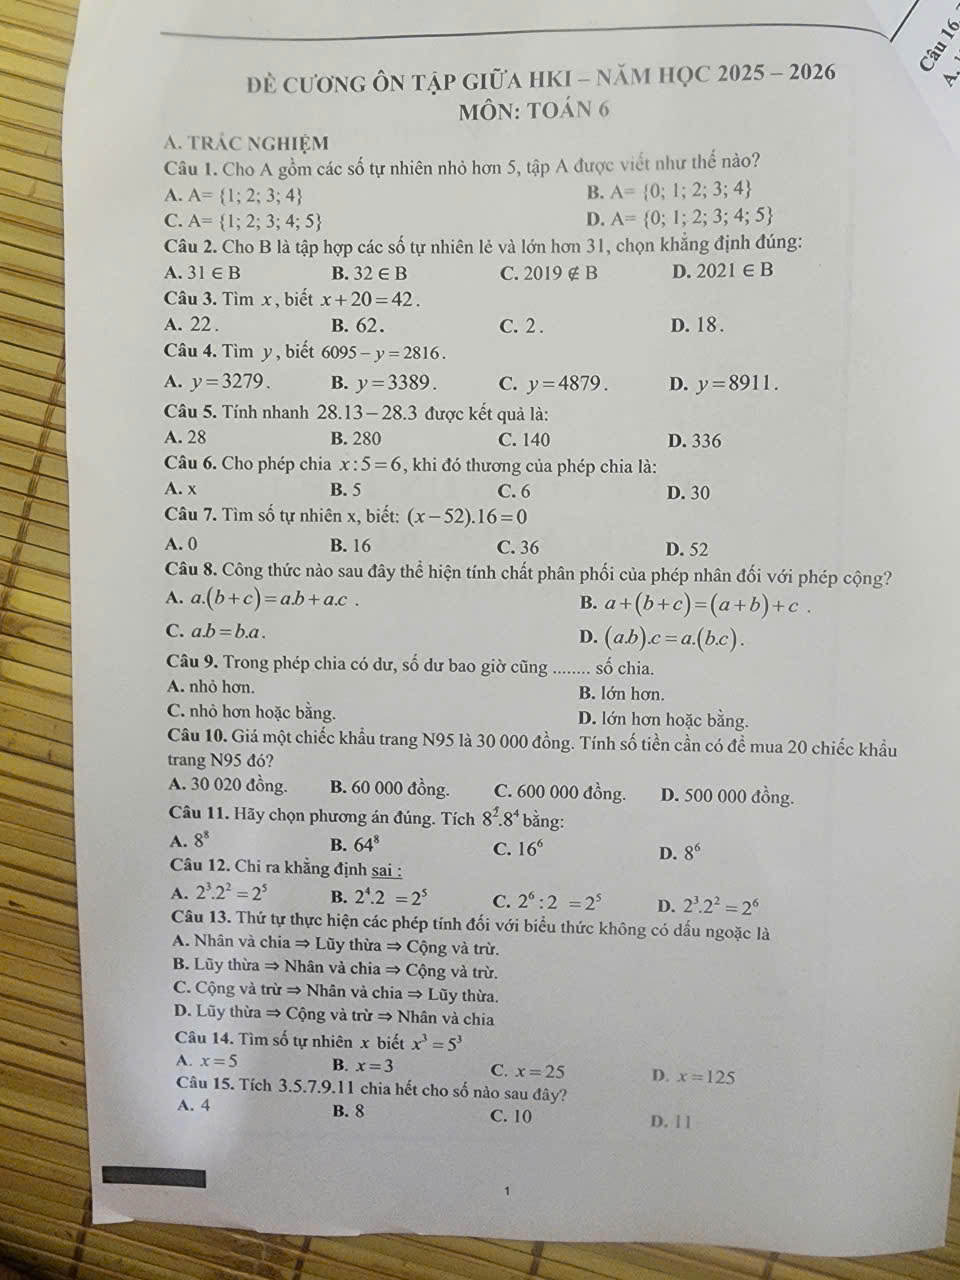 ĐỀ CƯƠNG ÔN TẬP GIỮA HKI – NĂM HỌC 2025 – 2026
MÔN: TOÁN 6
A. TRẮC NGHIỆM
Câu 1. Cho A gồm các số tự nhiên nhỏ hơn 5, tập A được viết như thế nào?
A. A= {1; 2; 3; 4} B. A= {0; 1; 2; 3; 4}
C. A= {1; 2; 3; 4; 5} D. A= {0; 1; 2; 3; 4; 5}
Câu 2. Cho B là tập hợp các số tự nhiên lẻ và lớn hơn 31, chọn khẳng định đúng:
A. 31 ∈ B B. 32 ∈ B C. 2019 ∉ B D. 2021 ∈ B
Câu 3. Tìm x, biết x + 20 = 42.
A. 22. B. 62. C. 2. D. 18.
Câu 4. Tìm y, biết 6095 – y = 2816.
A. y = 3279. B. y = 3389. C. y = 4879. D. y = 8911.
Câu 5. Tính nhanh 28.13 – 28.3 được kết quả là:
A. 28 B. 280 C. 140 D. 336
Câu 6. Cho phép chia x : 5 = 6, khi đó thương của phép chia là:
A. x B. 5 C. 6 D. 30
Câu 7. Tìm số tự nhiên x, biết: (x – 52).16 = 0
A. 0 B. 16 C. 36 D. 52
Câu 8. Công thức nào sau đây thể hiện tính chất phân phối của phép nhân đối với phép cộng?
A. a.(b + c) = a.b + a.c . B. a + (b + c) = (a + b) + c .
C. a.b = b.a . D. (a.b).c = a.(b.c) .
Câu 9. Trong phép chia có dư, số dư bao giờ cũng ........ số chia.
A. nhỏ hơn. B. lớn hơn.
C. nhỏ hơn hoặc bằng. D. lớn hơn hoặc bằng.
Câu 10. Giá một chiếc khẩu trang N95 là 30 000 đồng. Tính số tiền cần có để mua 20 chiếc khẩu
trang N95 đó?
A. 30 020 đồng. B. 60 000 đồng. C. 600 000 đồng. D. 500 000 đồng.
Câu 11. Hãy chọn phương án đúng. Tích 8².8⁴ bằng:
A. 8⁸ B. 64⁸ C. 16⁶ D. 8⁶
Câu 12. Chỉ ra khẳng định sai :
A. 2³.2² = 2⁵ B. 2⁴.2 = 2⁵ C. 2⁶ : 2 = 2⁵ D. 2³.2² = 2⁶
Câu 13. Thứ tự thực hiện các phép tính đối với biểu thức không có dấu ngoặc là
A. Nhân và chia ⇒ Lũy thừa ⇒ Cộng và trừ.
B. Lũy thừa ⇒ Nhân và chia ⇒ Cộng và trừ.
C. Cộng và trừ ⇒ Nhân và chia ⇒ Lũy thừa.
D. Lũy thừa ⇒ Cộng và trừ ⇒ Nhân và chia
Câu 14. Tìm số tự nhiên x biết x³ = 5³
A. x = 5 B. x = 3 C. x = 25 D. x = 125
Câu 15. Tích 3.5.7.9.11 chia hết cho số nào sau đây?
A. 4 B. 8 C. 10 D. 11
1
Câu 16.